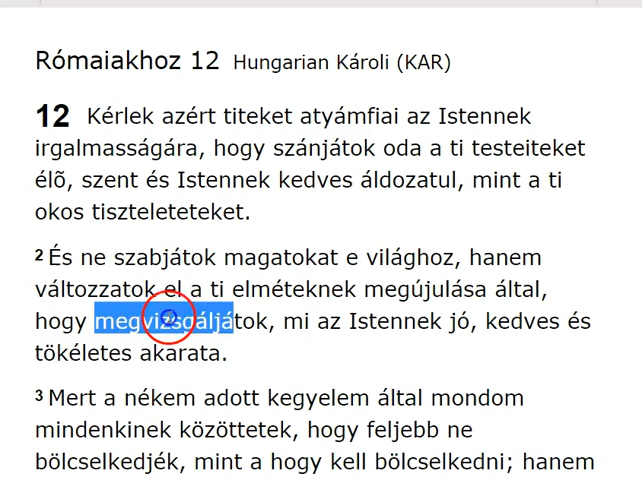 Rómaiakhoz 12 Hungarian Károli (KAR)
12 Kérlek azért titeket atyámfiai az Istennek
irgalmasságára, hogy szánjátok oda a ti testeiteket
élõ, szent és Istennek kedves áldozatul, mint a ti
okos tiszteleteteket.
2 És ne szabjátok magatokat e világhoz, hanem
változzatok el a ti elméteknek megújulása által,
hogy megvizsgáljátok, mi az Istennek jó, kedves és
tökéletes akarata.
3 Mert a nékem adott kegyelem által mondom
mindenkinek közöttetek, hogy feljebb ne
bölcselkedjék, mint a hogy kell bölcselkedni; hanem